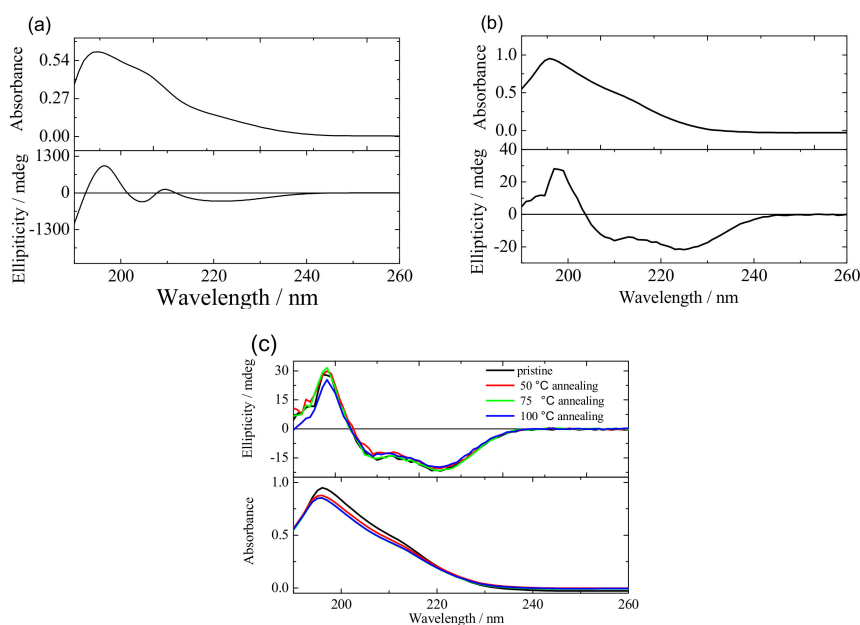 (a)
Absorbance
0.54
0.27
0.00
Ellipiticity / mdeg
1300
0
-1300
200
220
240
260
Wavelength / nm
(b)
Absorbance
1.0
0.5
0.0
Ellipticity / mdeg
40
20
0
-20
200
220
240
260
Wavelength / nm
(c)
Ellipticity / mdeg
30
15
0
-15
pristine
50 °C annealing
75 °C annealing
100 °C annealing
Absorbance
1.0
0.5
0.0
200
220
240
260
Wavelength / nm